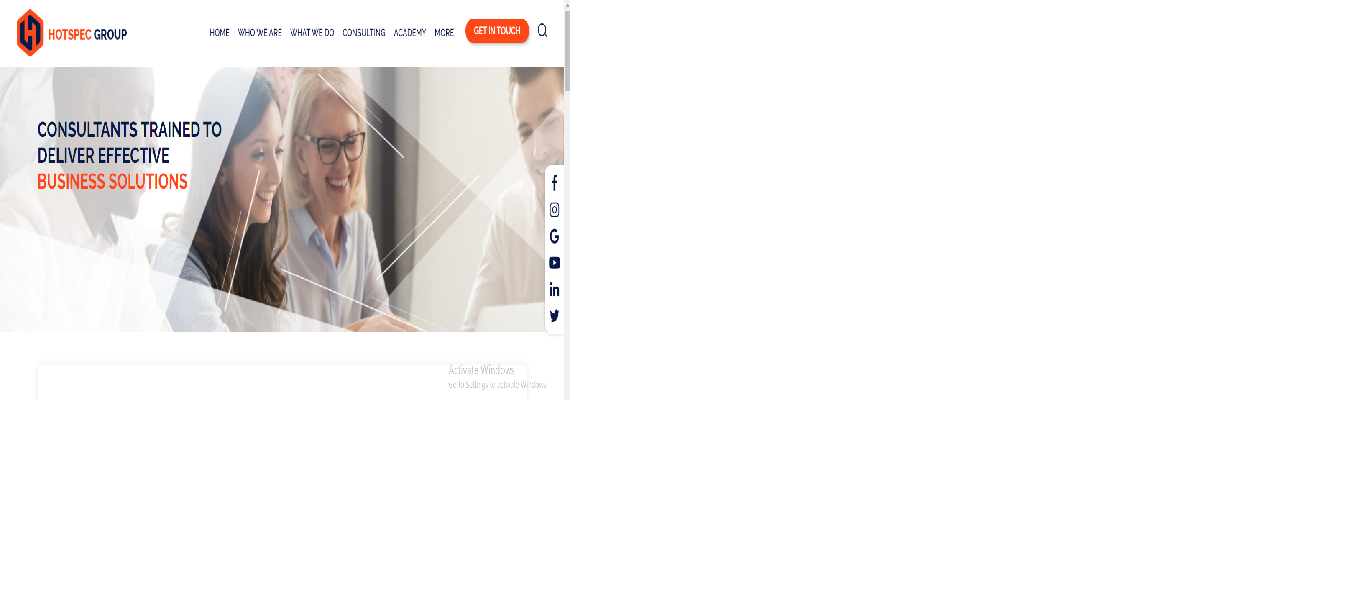 HOTSPEC GROUP
HOME WHO WE ARE WHAT WE DO CONSULTING ACADEMY MORE GET IN TOUCH
CONSULTANTS TRAINED TO
DELIVER EFFECTIVE
BUSINESS SOLUTIONS
Activate Windows
Go to Settings to activate Windows.